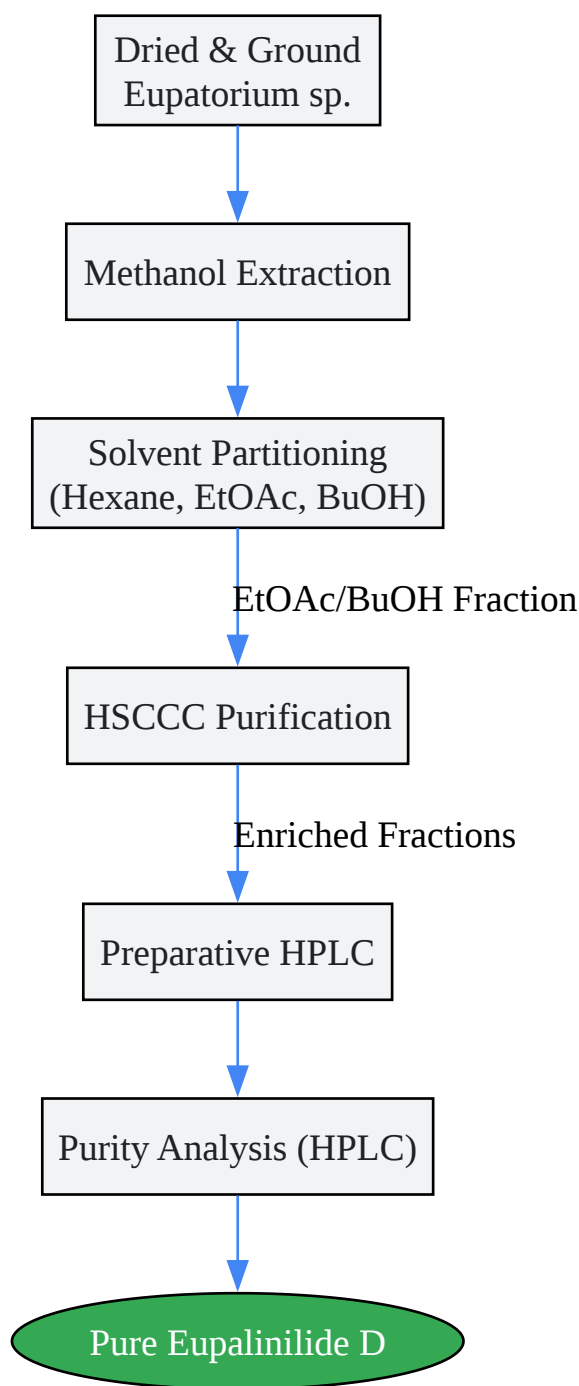 Dried & Ground
Eupatorium sp.
Methanol Extraction
Solvent Partitioning
(Hexane, EtOAc, BuOH)
EtOAc/BuOH Fraction
HSCCC Purification
Enriched Fractions
Preparative HPLC
Purity Analysis (HPLC)
Pure Eupalinilide D